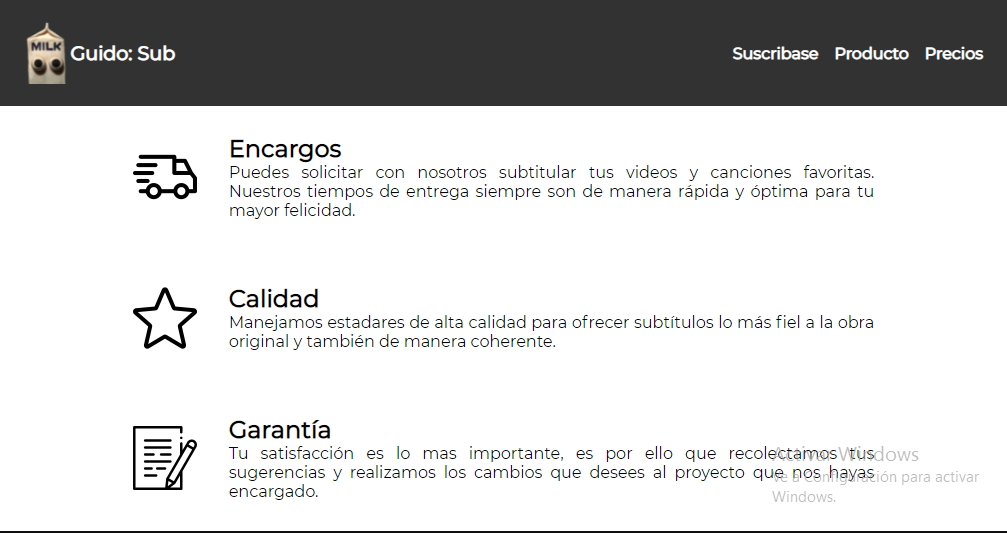 MILK
Guido: Sub
Suscribase Producto Precios
Encargos
Puedes solicitar con nosotros subtitular tus videos y canciones favoritas.
Nuestros tiempos de entrega siempre son de manera rápida y óptima para tu
mayor felicidad.
Calidad
Manejamos estadares de alta calidad para ofrecer subtítulos lo más fiel a la obra
original y también de manera coherente.
Garantía
Tu satisfacción es lo mas importante, es por ello que recolectamos tus
sugerencias y realizamos los cambios que desees al proyecto que nos hayas
encargado.
Activar Windows
Ve a Configuración para activar
Windows.